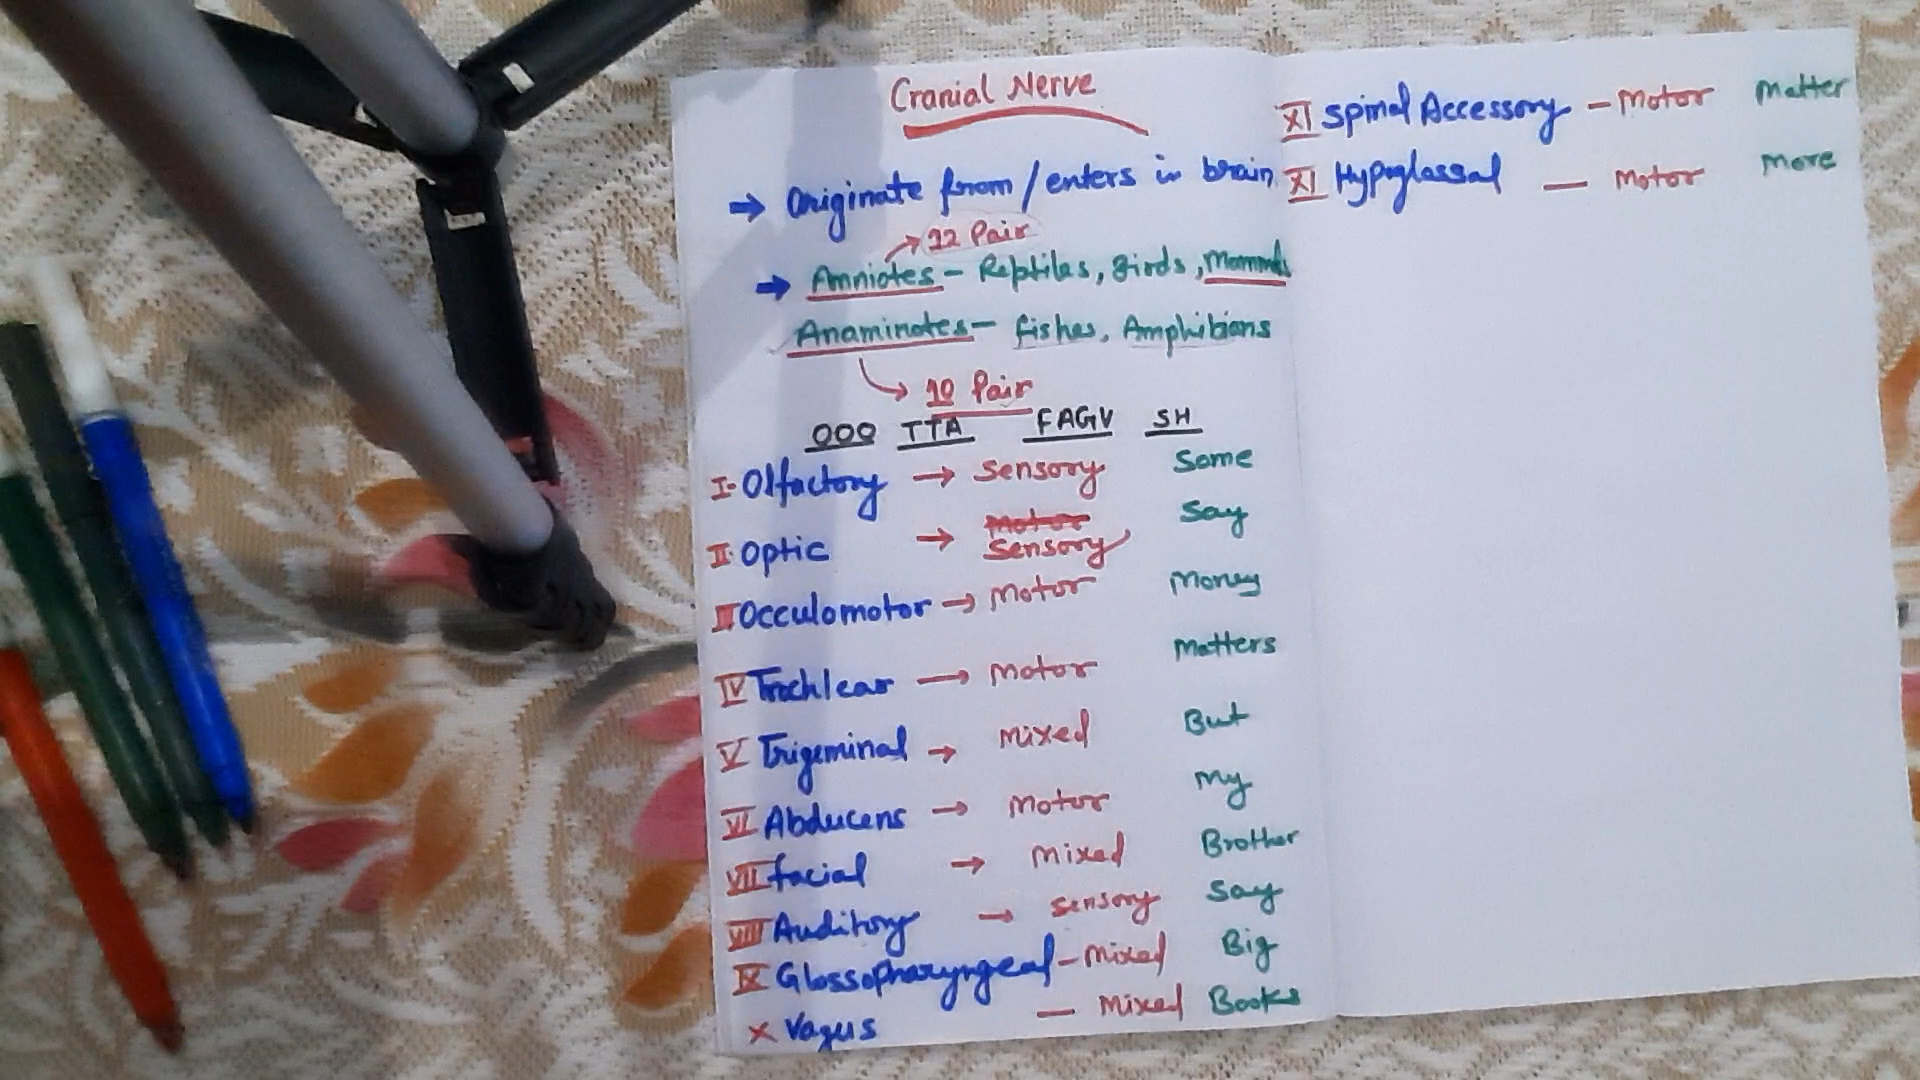 Cranial Nerve
→ Originate from/enters in brain
→ 12 Pair
→ Amniotes - Reptiles, Birds, Mammals
Anaminotes - fishes, Amphibians
→ 10 Pair
OOO TTA FAGV SH
I- Olfactory → Sensory Some
II- Optic → Motor Sensory Say
III Occulomotor → Motor Money
IV Trochlear → Motor Matters
V Trigeminal → Mixed But
VI Abducens → Motor My
VII facial → Mixed Brother
VIII Auditory → Sensory Say
IX Glossopharyngeal - Mixed Big
X Vagus - Mixed Books
XI Spinal Accessory - Motor Matter
XI Hypoglassal - Motor More